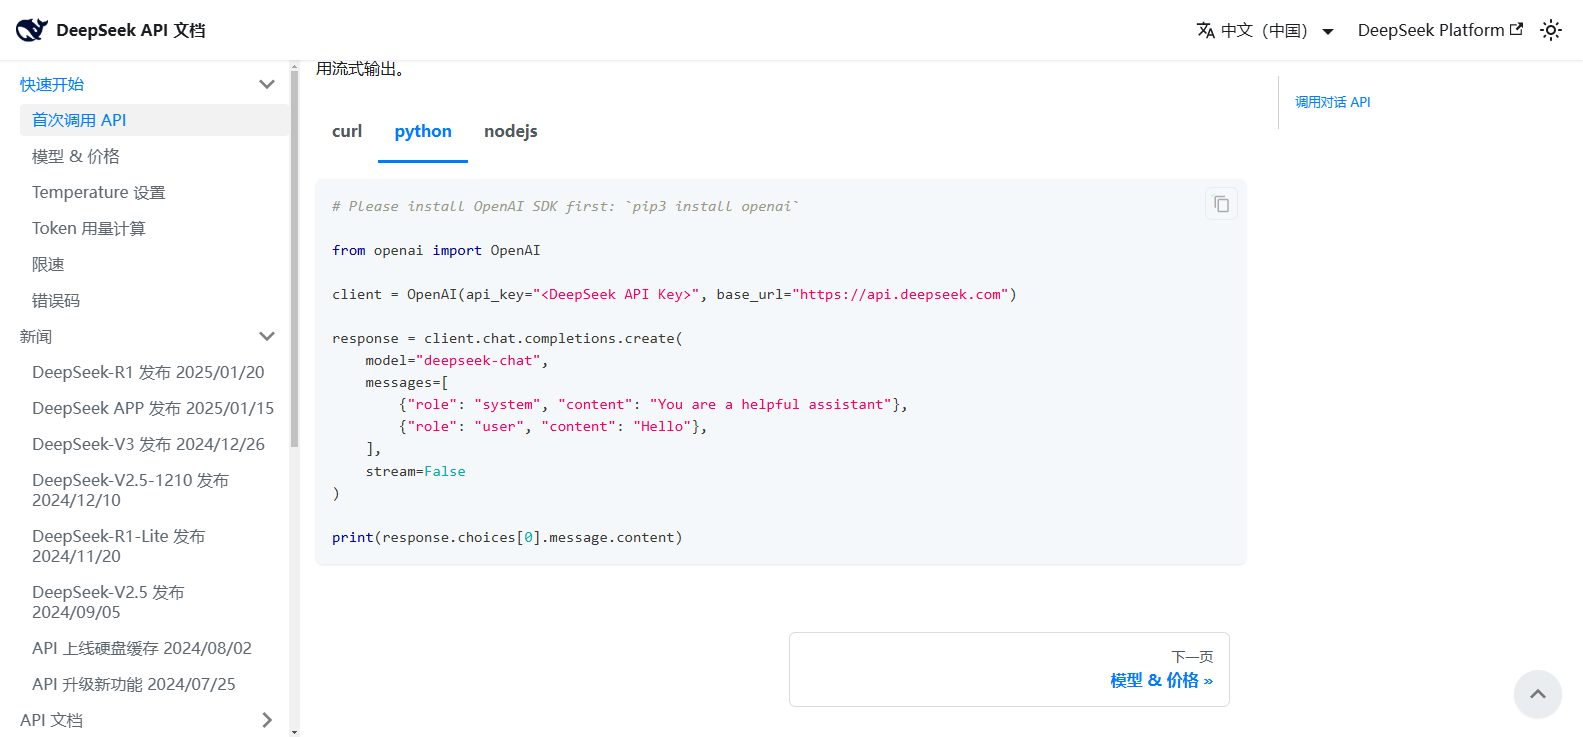 DeepSeek API 文档
中文（中国）
DeepSeek Platform
快速开始
首次调用 API
模型 & 价格
Temperature 设置
Token 用量计算
限速
错误码
新闻
DeepSeek-R1 发布 2025/01/20
DeepSeek APP 发布 2025/01/15
DeepSeek-V3 发布 2024/12/26
DeepSeek-V2.5-1210 发布
2024/12/10
DeepSeek-R1-Lite 发布
2024/11/20
DeepSeek-V2.5 发布
2024/09/05
API 上线硬盘缓存 2024/08/02
API 升级新功能 2024/07/25
API 文档
用流式输出。
curl
python
nodejs
# Please install OpenAI SDK first: `pip3 install openai`
from openai import OpenAI
client = OpenAI(api_key="<DeepSeek API Key>", base_url="https://api.deepseek.com")
response = client.chat.completions.create(
    model="deepseek-chat",
    messages=[
        {"role": "system", "content": "You are a helpful assistant"},
        {"role": "user", "content": "Hello"},
    ],
    stream=False
)
print(response.choices[0].message.content)
下一页
模型 & 价格 »
调用对话 API